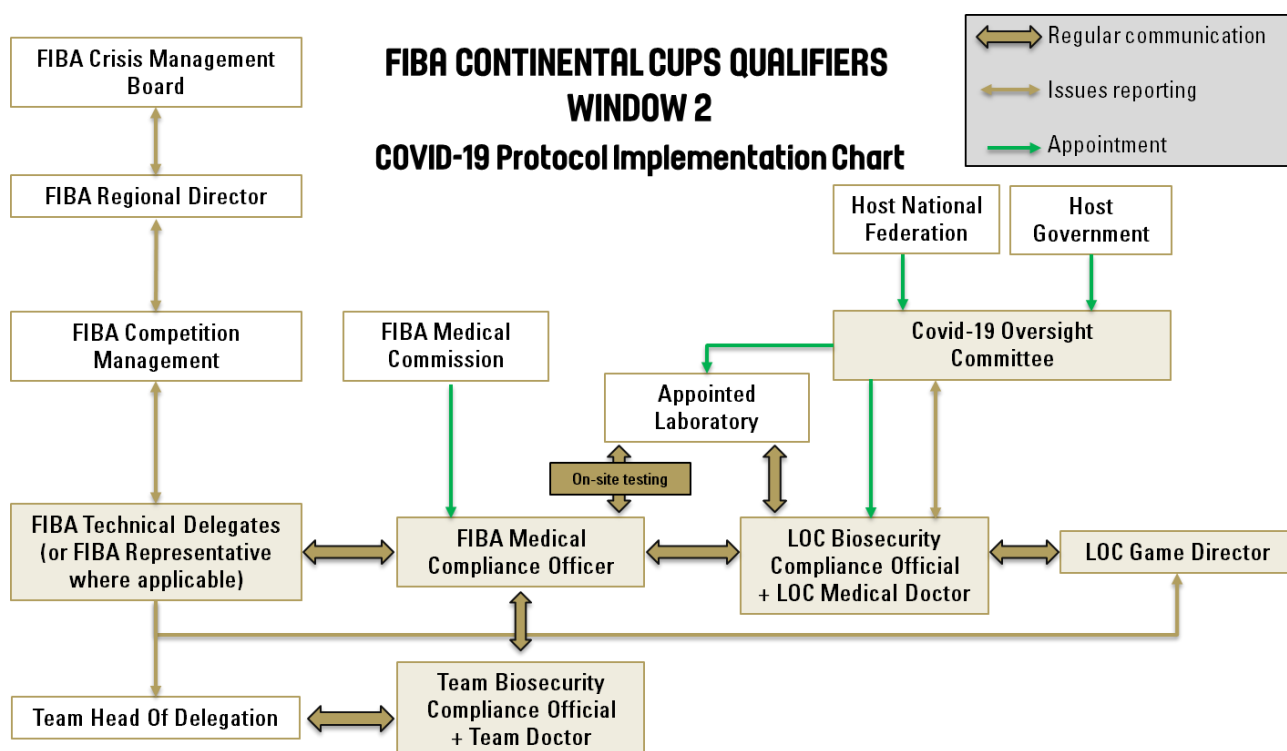 FIBA CONTINENTAL CUPS QUALIFIERS
WINDOW 2
COVID-19 Protocol Implementation Chart
Regular communication
Issues reporting
Appointment
FIBA Crisis Management
Board
FIBA Regional Director
Host National
Federation
Host
Government
FIBA Competition
Management
FIBA Medical
Commission
Covid-19 Oversight
Committee
Appointed
Laboratory
On-site testing
FIBA Technical Delegates
(or FIBA Representative
where applicable)
FIBA Medical
Compliance Officer
LOC Biosecurity
Compliance Official
+ LOC Medical Doctor
LOC Game Director
Team Head Of Delegation
Team Biosecurity
Compliance Official
+ Team Doctor